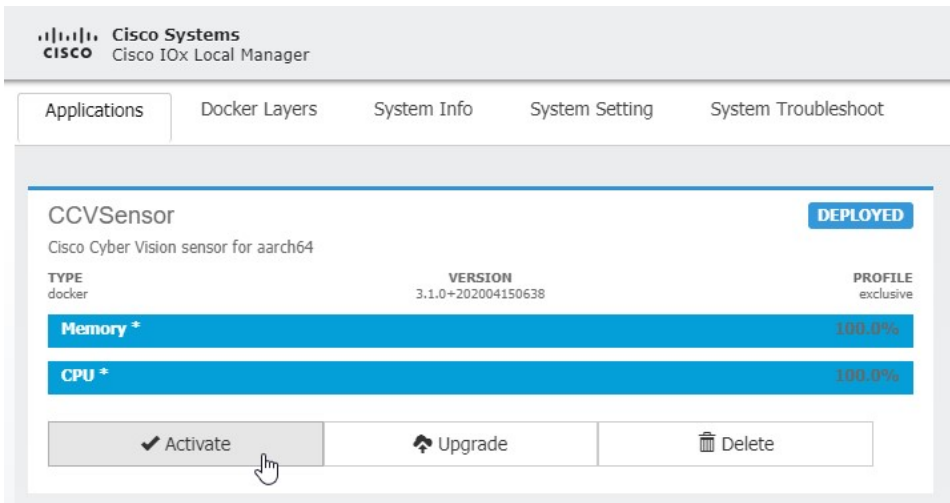 Cisco Systems
CISCO Cisco IOx Local Manager
Applications Docker Layers System Info System Setting System Troubleshoot
CCVSensor DEPLOYED
Cisco Cyber Vision sensor for aarch64
TYPE VERSION PROFILE
docker 3.1.0+202004150638 exclusive
Memory * 100.0%
CPU * 100.0%
Activate Upgrade Delete